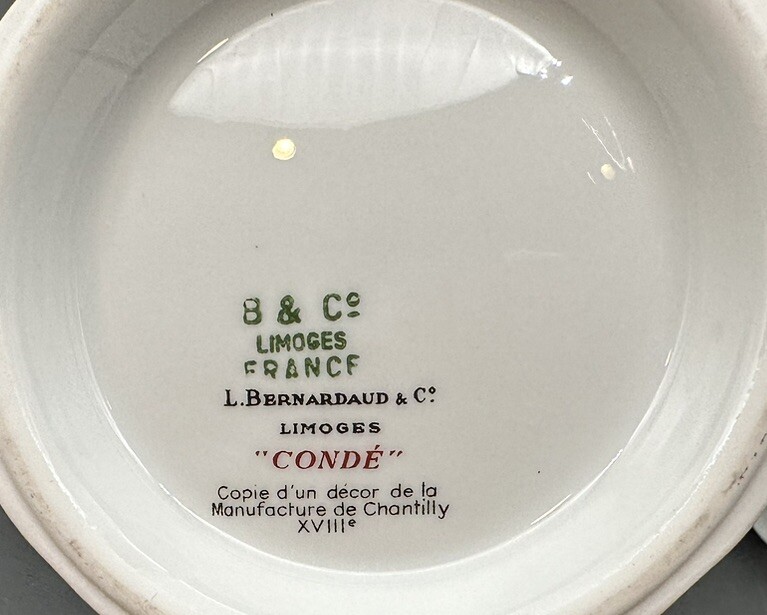 B & Cº
LIMOGES
FRANCE
L. BERNARDAUD & Cº
LIMOGES
"CONDÉ"
Copie d'un décor de la
Manufacture de Chantilly
XVIIIᵉ